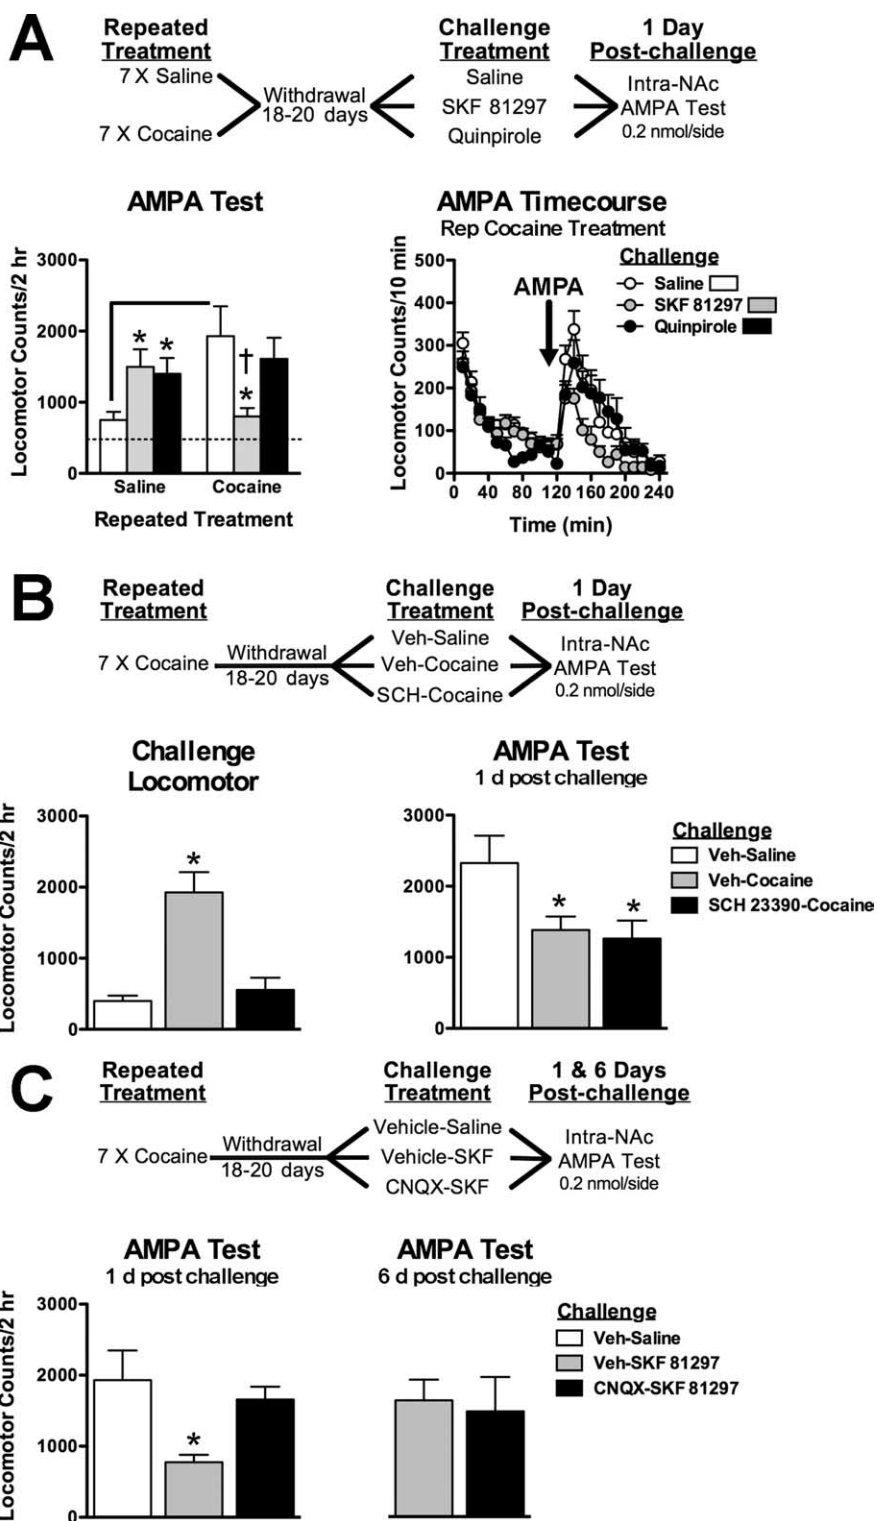 A
Repeated Treatment
Challenge Treatment
1 Day Post-challenge
7 X Saline
7 X Cocaine
Withdrawal
18-20 days
Saline
SKF 81297
Quinpirole
Intra-NAc
AMPA Test
0.2 nmol/side
AMPA Test
Locomotor Counts/2 hr
3000
2000
1000
0
* * † *
Saline Cocaine
Repeated Treatment
AMPA Timecourse
Rep Cocaine Treatment
Locomotor Counts/10 min
500
400
300
200
100
0
AMPA
Challenge
Saline
SKF 81297
Quinpirole
0 40 80 120 160 200 240
Time (min)
B
Repeated Treatment
Challenge Treatment
1 Day Post-challenge
7 X Cocaine
Withdrawal
18-20 days
Veh-Saline
Veh-Cocaine
SCH-Cocaine
Intra-NAc
AMPA Test
0.2 nmol/side
Challenge
Locomotor
Locomotor Counts/2 hr
3000
2000
1000
0
*
AMPA Test
1 d post challenge
3000
2000
1000
0
* *
Challenge
Veh-Saline
Veh-Cocaine
SCH 23390-Cocaine
C
Repeated Treatment
Challenge Treatment
1 & 6 Days Post-challenge
7 X Cocaine
Withdrawal
18-20 days
Vehicle-Saline
Vehicle-SKF
CNQX-SKF
Intra-NAc
AMPA Test
0.2 nmol/side
AMPA Test
1 d post challenge
Locomotor Counts/2 hr
3000
2000
1000
0
*
AMPA Test
6 d post challenge
Challenge
Veh-Saline
Veh-SKF 81297
CNQX-SKF 81297